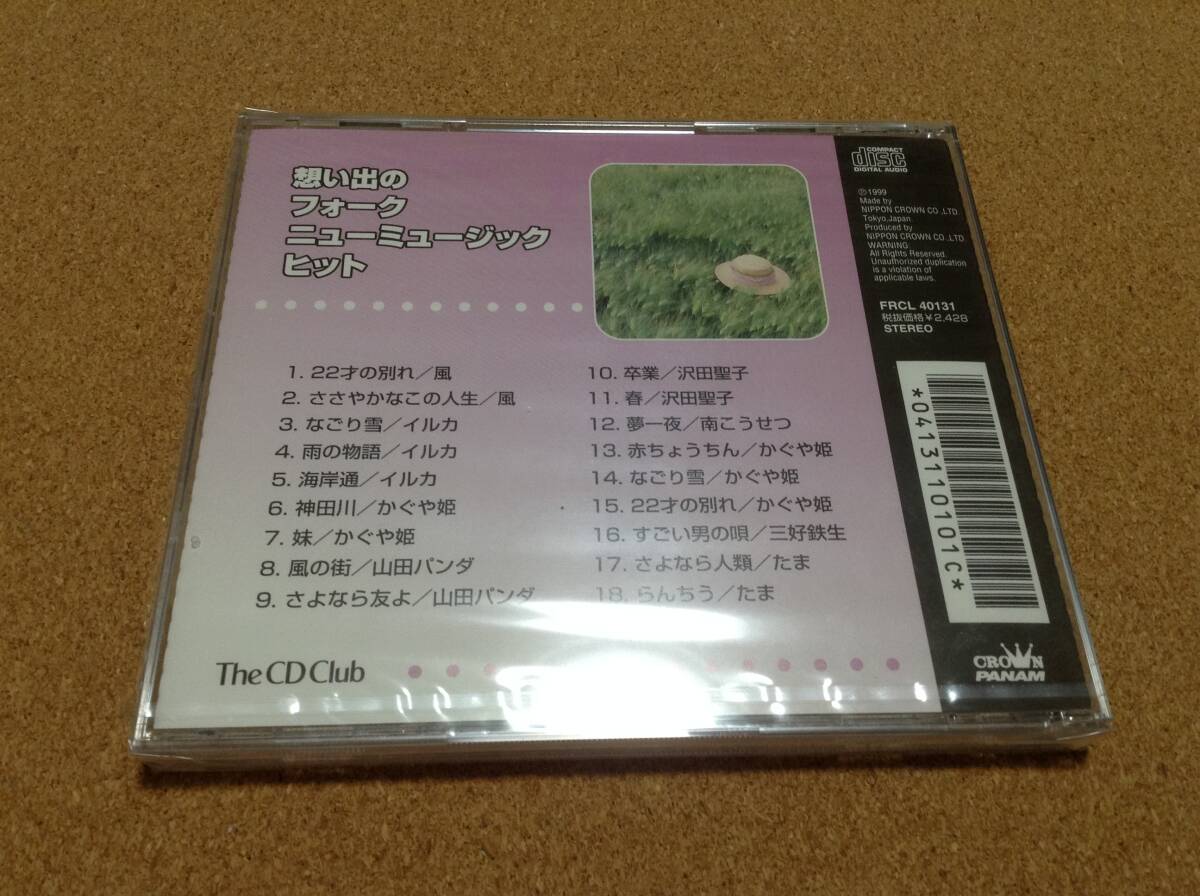 想い出の
フォーク
ニューミュージック
ヒット
1. 22才の別れ／風
2. ささやかなこの人生／風
3. なごり雪／イルカ
4. 雨の物語／イルカ
5. 海岸通／イルカ
6. 神田川／かぐや姫
7. 妹／かぐや姫
8. 風の街／山田パンダ
9. さよなら友よ／山田パンダ
10. 卒業／沢田聖子
11. 春／沢田聖子
12. 夢一夜／南こうせつ
13. 赤ちょうちん／かぐや姫
14. なごり雪／かぐや姫
15. 22才の別れ／かぐや姫
16. すごい男の唄／三好鉄生
17. さよなら人類／たま
18. らんちう／たま
The CD Club
COMPACT
disc
DIGITAL AUDIO
℗1999
Made by
NIPPON CROWN CO.,LTD.
Tokyo,Japan
Produced by
NIPPON CROWN CO.,LTD.
WARNING
All Rights Reserved.
Unauthorized duplication
is a violation of
applicable laws.
FRCL 40131
税抜価格¥2,428
STEREO
*0413110101C*
CROWN
PANAM